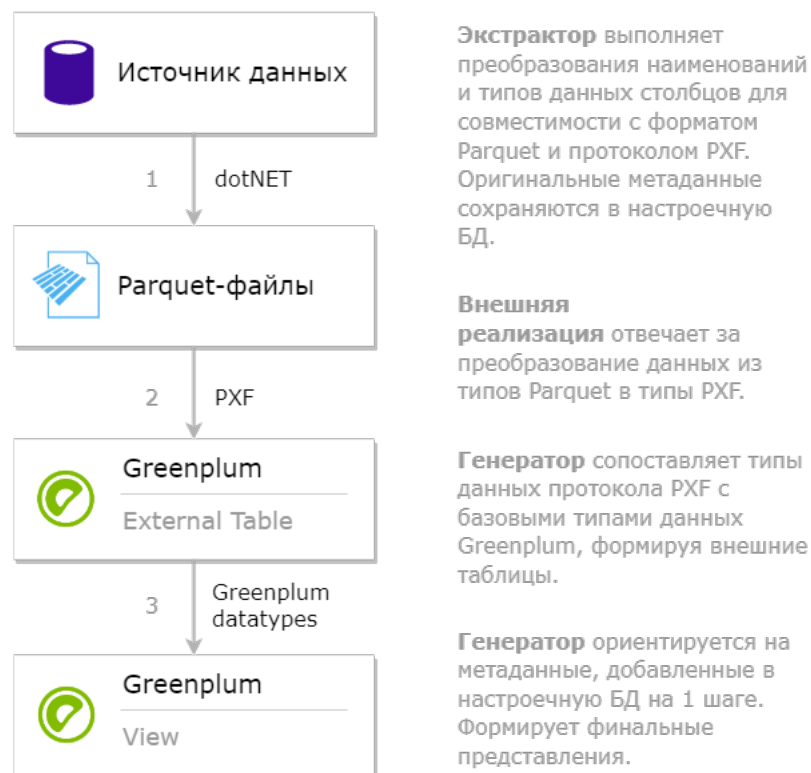 Источник данных
1 dotNET
Parquet-файлы
2 PXF
Greenplum
External Table
3 Greenplum
datatypes
Greenplum
View
Экстрактор выполняет
преобразования наименований
и типов данных столбцов для
совместимости с форматом
Parquet и протоколом PXF.
Оригинальные метаданные
сохраняются в настроечную
БД.
Внешняя
реализация отвечает за
преобразование данных из
типов Parquet в типы PXF.
Генератор сопоставляет типы
данных протокола PXF с
базовыми типами данных
Greenplum, формируя внешние
таблицы.
Генератор ориентируется на
метаданные, добавленные в
настроечную БД на 1 шаге.
Формирует финальные
представления.